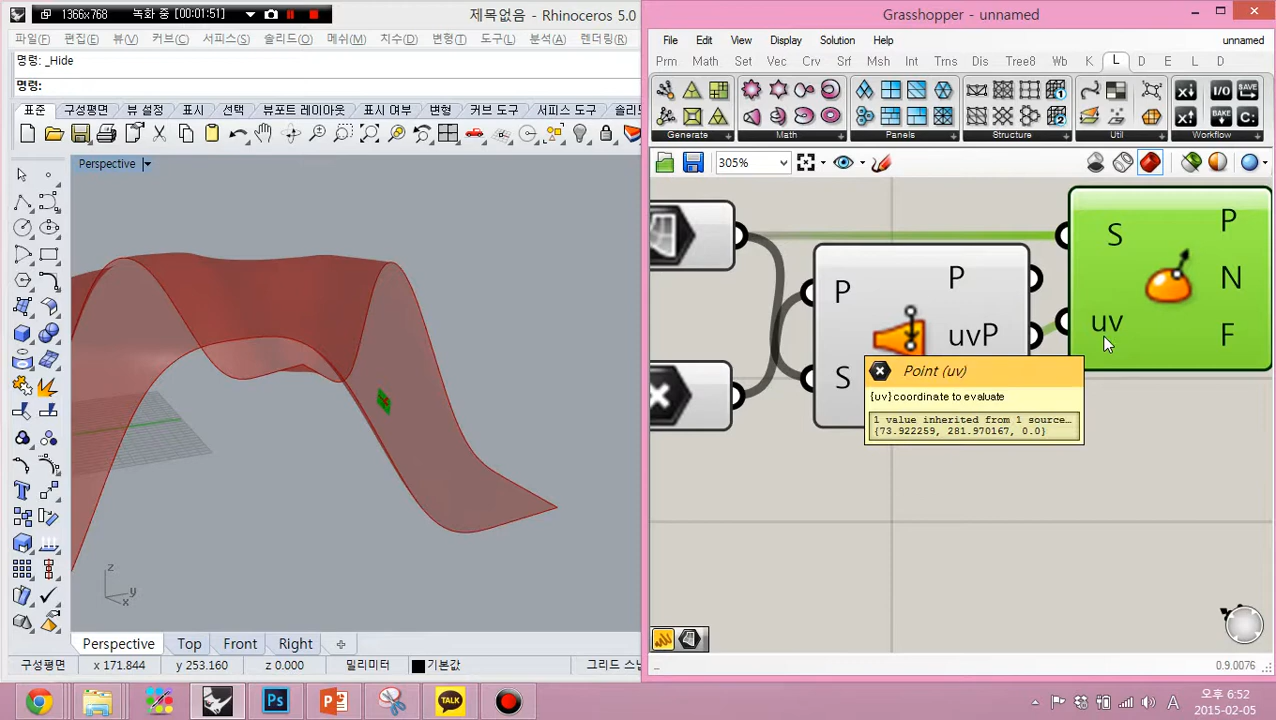 1366x768
녹화 중 [00:01:51]
제목없음 - Rhinoceros 5.0
파일(F) 편집(E) 뷰(V) 커브(C) 서피스(S) 솔리드(O) 메쉬(M) 치수(D) 변형(T) 도구(L) 분석(A) 렌더링(R)
명령: _Hide
명령:
표준 구성평면 뷰 설정 표시 선택 뷰포트 레이아웃 표시 여부 변형 커브 도구 서피스 도구 솔리
Perspective
z
y
x
Perspective Top Front Right
구성평면 x 171.844 y 253.160 z 0.000 밀리미터 기본값 그리드 스냅
Grasshopper - unnamed
File Edit View Display Solution Help unnamed
Prm Math Set Vec Crv Srf Msh Int Trns Dis Tree8 Wb K L D E L D
Generate Math Panels Structure Util Workflow
I/O SAVE BAKE C:
305%
S
uv
P
N
F
P
S
P
uvP
Point (uv)
{uv} coordinate to evaluate
1 value inherited from 1 source...
{73.922259, 281.970167, 0.0}
0.9.0076
Ps
TALK
A
오후 6:52
2015-02-05